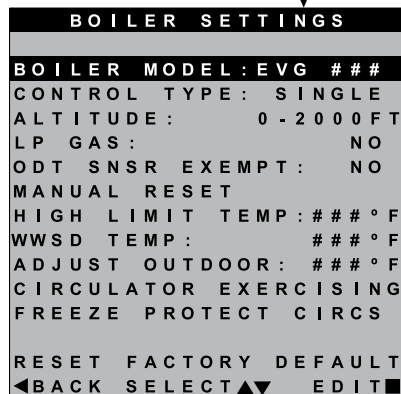 BOILER SETTINGS
BOILER MODEL:EVG ###
CONTROL TYPE: SINGLE
ALTITUDE: 0-2000FT
LP GAS: NO
ODT SNSR EXEMPT: NO
MANUAL RESET
HIGH LIMIT TEMP:###°F
WWSD TEMP: ###°F
ADJUST OUTDOOR: ###°F
CIRCULATOR EXERCISING
FREEZE PROTECT CIRCS
RESET FACTORY DEFAULT
◀BACK SELECT▲▼ EDIT■